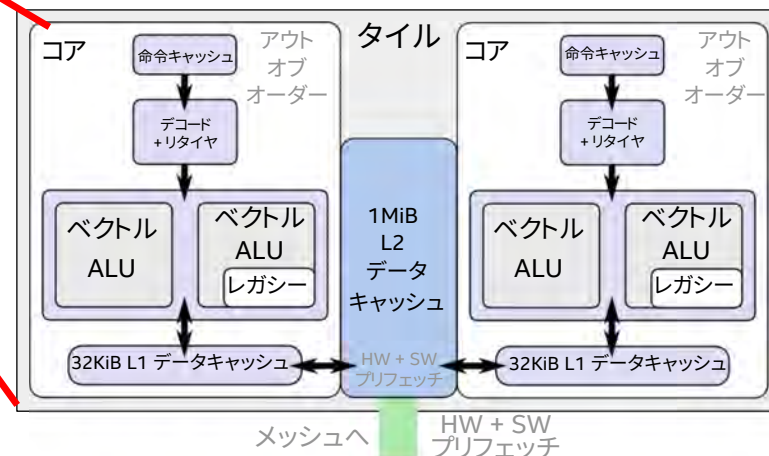 タイル
コア
アウト
オブ
オーダー
命令キャッシュ
デコード
+ リタイヤ
ベクトル
ALU
ベクトル
ALU
レガシー
32KiB L1 データキャッシュ
1MiB
L2
データ
キャッシュ
HW + SW
プリフェッチ
コア
アウト
オブ
オーダー
命令キャッシュ
デコード
+ リタイヤ
ベクトル
ALU
ベクトル
ALU
レガシー
32KiB L1 データキャッシュ
メッシュへ
HW + SW
プリフェッチ